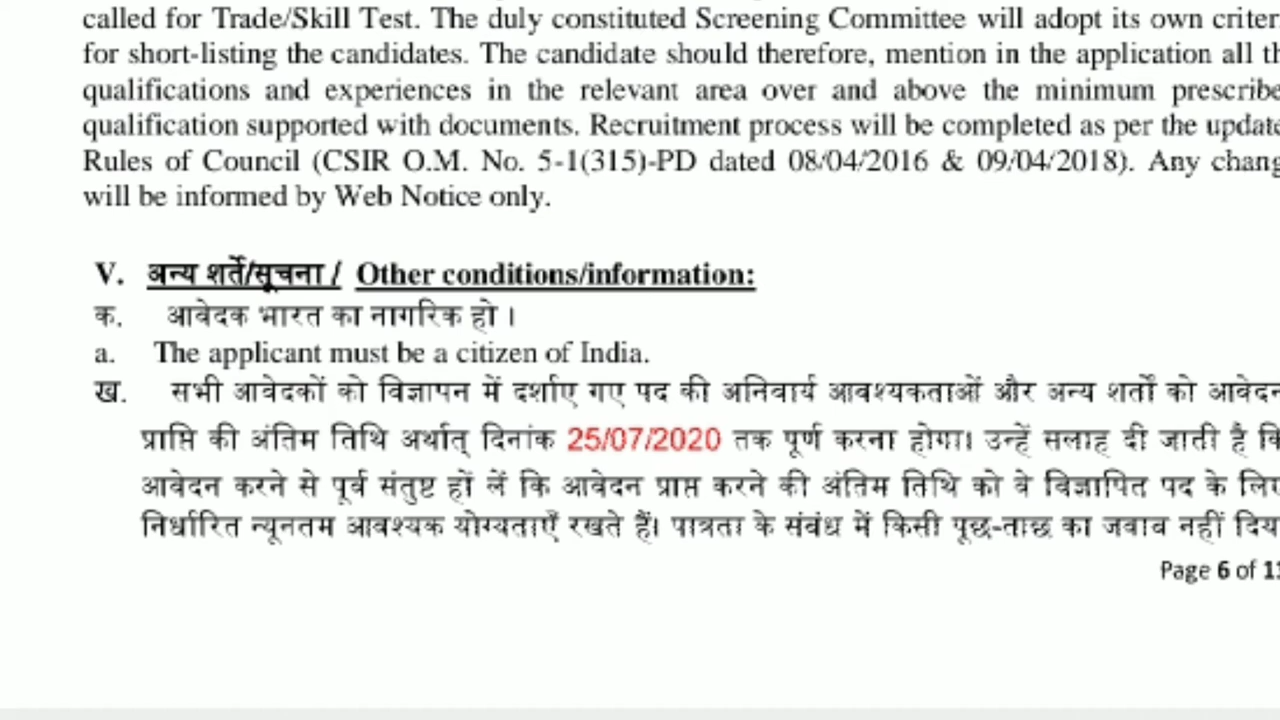 called for Trade/Skill Test. The duly constituted Screening Committee will adopt its own criter
for short-listing the candidates. The candidate should therefore, mention in the application all th
qualifications and experiences in the relevant area over and above the minimum prescribe
qualification supported with documents. Recruitment process will be completed as per the update
Rules of Council (CSIR O.M. No. 5-1(315)-PD dated 08/04/2016 & 09/04/2018). Any chang
will be informed by Web Notice only.
V. अन्य शर्तें/सूचना / Other conditions/information:
क. आवेदक भारत का नागरिक हो ।
a. The applicant must be a citizen of India.
ख. सभी आवेदकों को विज्ञापन में दर्शाए गए पद की अनिवार्य आवश्यकताओं और अन्य शर्तों को आवेदन
प्राप्ति की अंतिम तिथि अर्थात् दिनांक 25/07/2020 तक पूर्ण करना होगा। उन्हें सलाह दी जाती है कि
आवेदन करने से पूर्व संतुष्ट हों लें कि आवेदन प्राप्त करने की अंतिम तिथि को वे विज्ञापित पद के लिए
निर्धारित न्यूनतम आवश्यक योग्यताएँ रखते हैं। पात्रता के संबंध में किसी पूछ-ताछ का जवाब नहीं दिय
Page 6 of 11